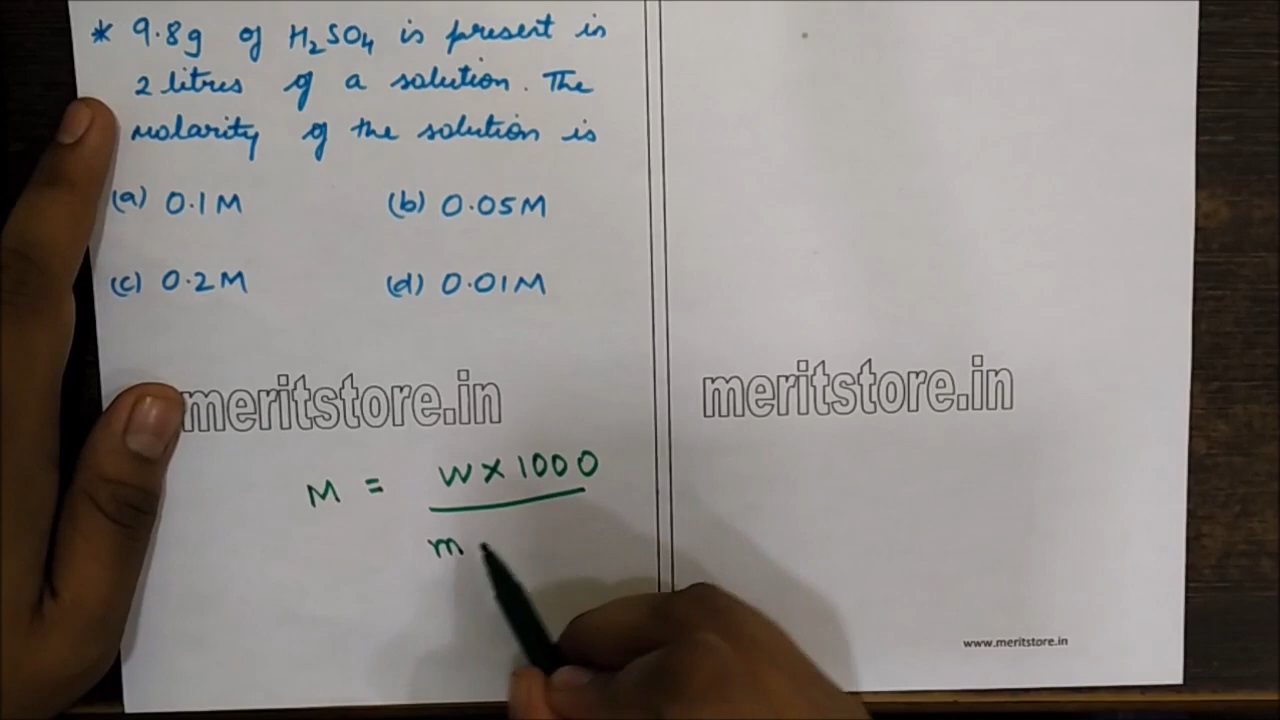 * 9.8g of H₂SO₄ is present in
2 litres of a solution. The
molarity of the solution is
(a) 0.1M (b) 0.05M
(c) 0.2M (d) 0.01M
meritstore.in meritstore.in
M = W × 1000
m
www.meritstore.in